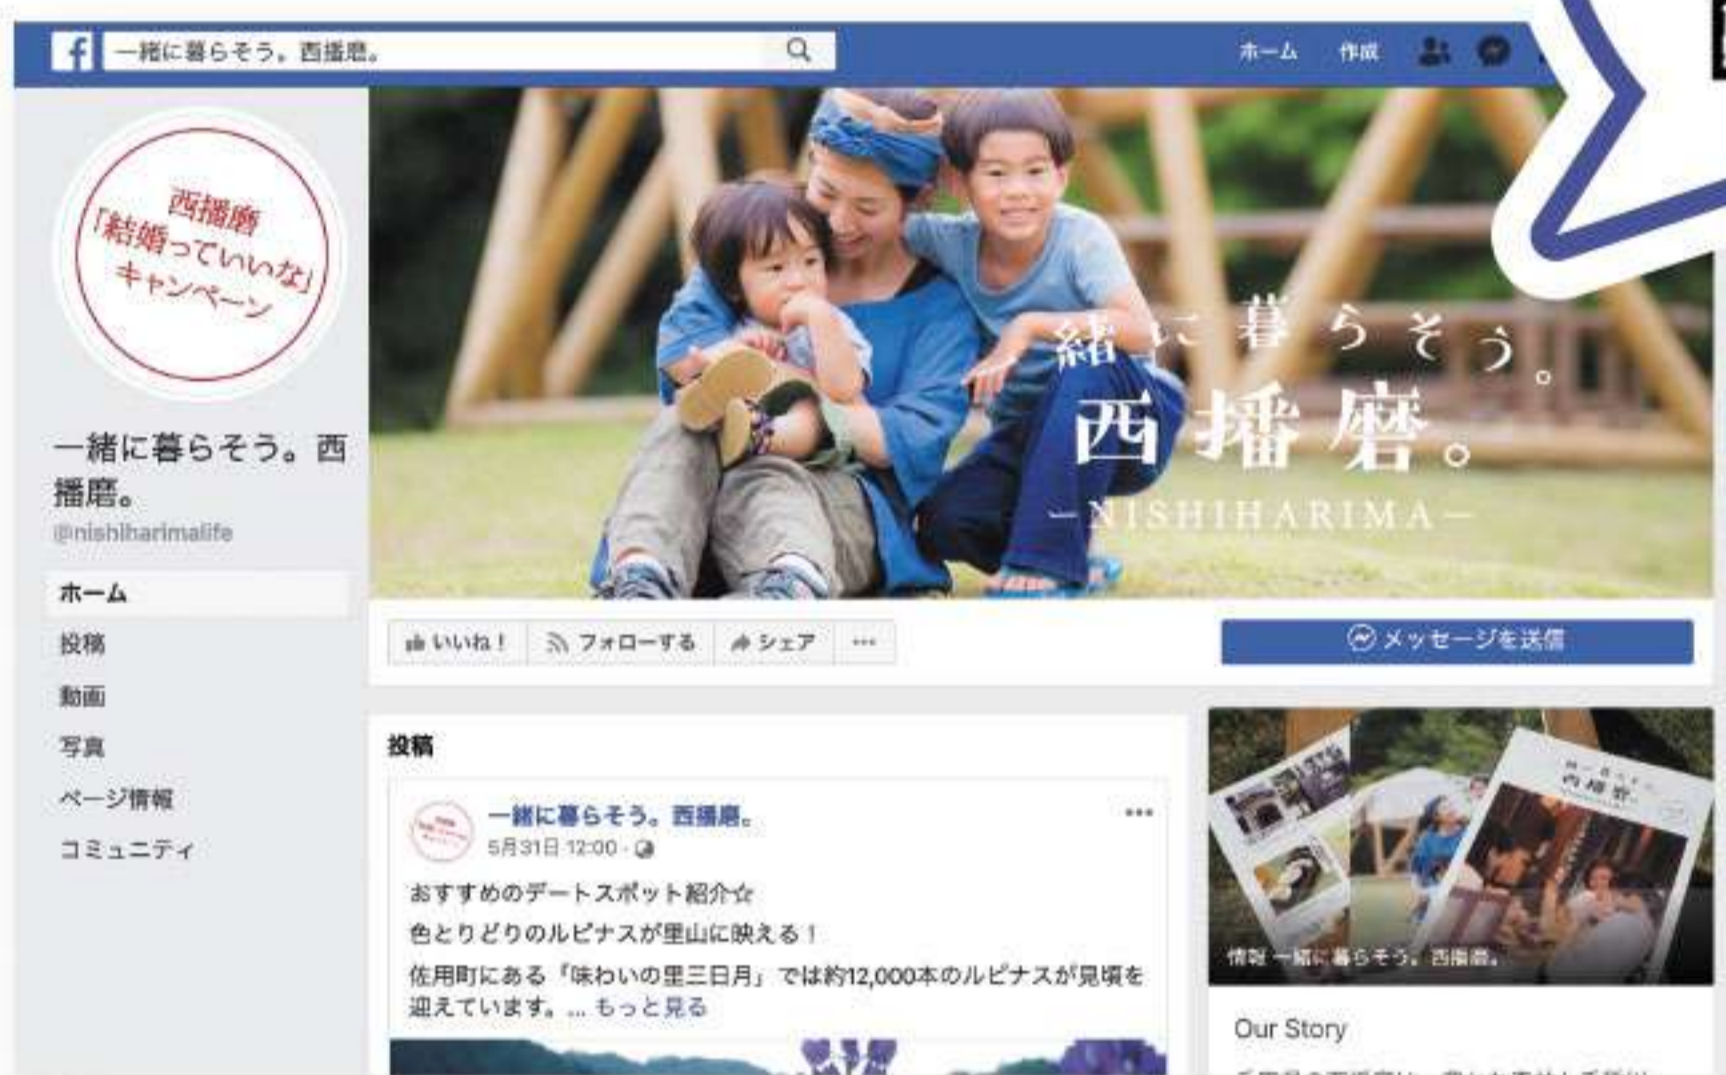 一緒に暮らそう。西播磨。
ホーム 作成
西播磨
「結婚っていいな」
キャンペーン
一緒に暮らそう。西
播磨。
@nishiharimalife
ホーム
投稿
動画
写真
ページ情報
コミュニティ
緒に暮らそう。
西播磨。
–NISHIHARIMA–
いいね！ フォローする シェア ...
メッセージを送信
投稿
一緒に暮らそう。西播磨。
5月31日 12:00
おすすめのデートスポット紹介☆
色とりどりのルピナスが里山に映える！
佐用町にある「味わいの里三日月」では約12,000本のルピナスが見頃を
迎えています。... もっと見る
西播磨。
情報 一緒に暮らそう。西播磨。
Our Story